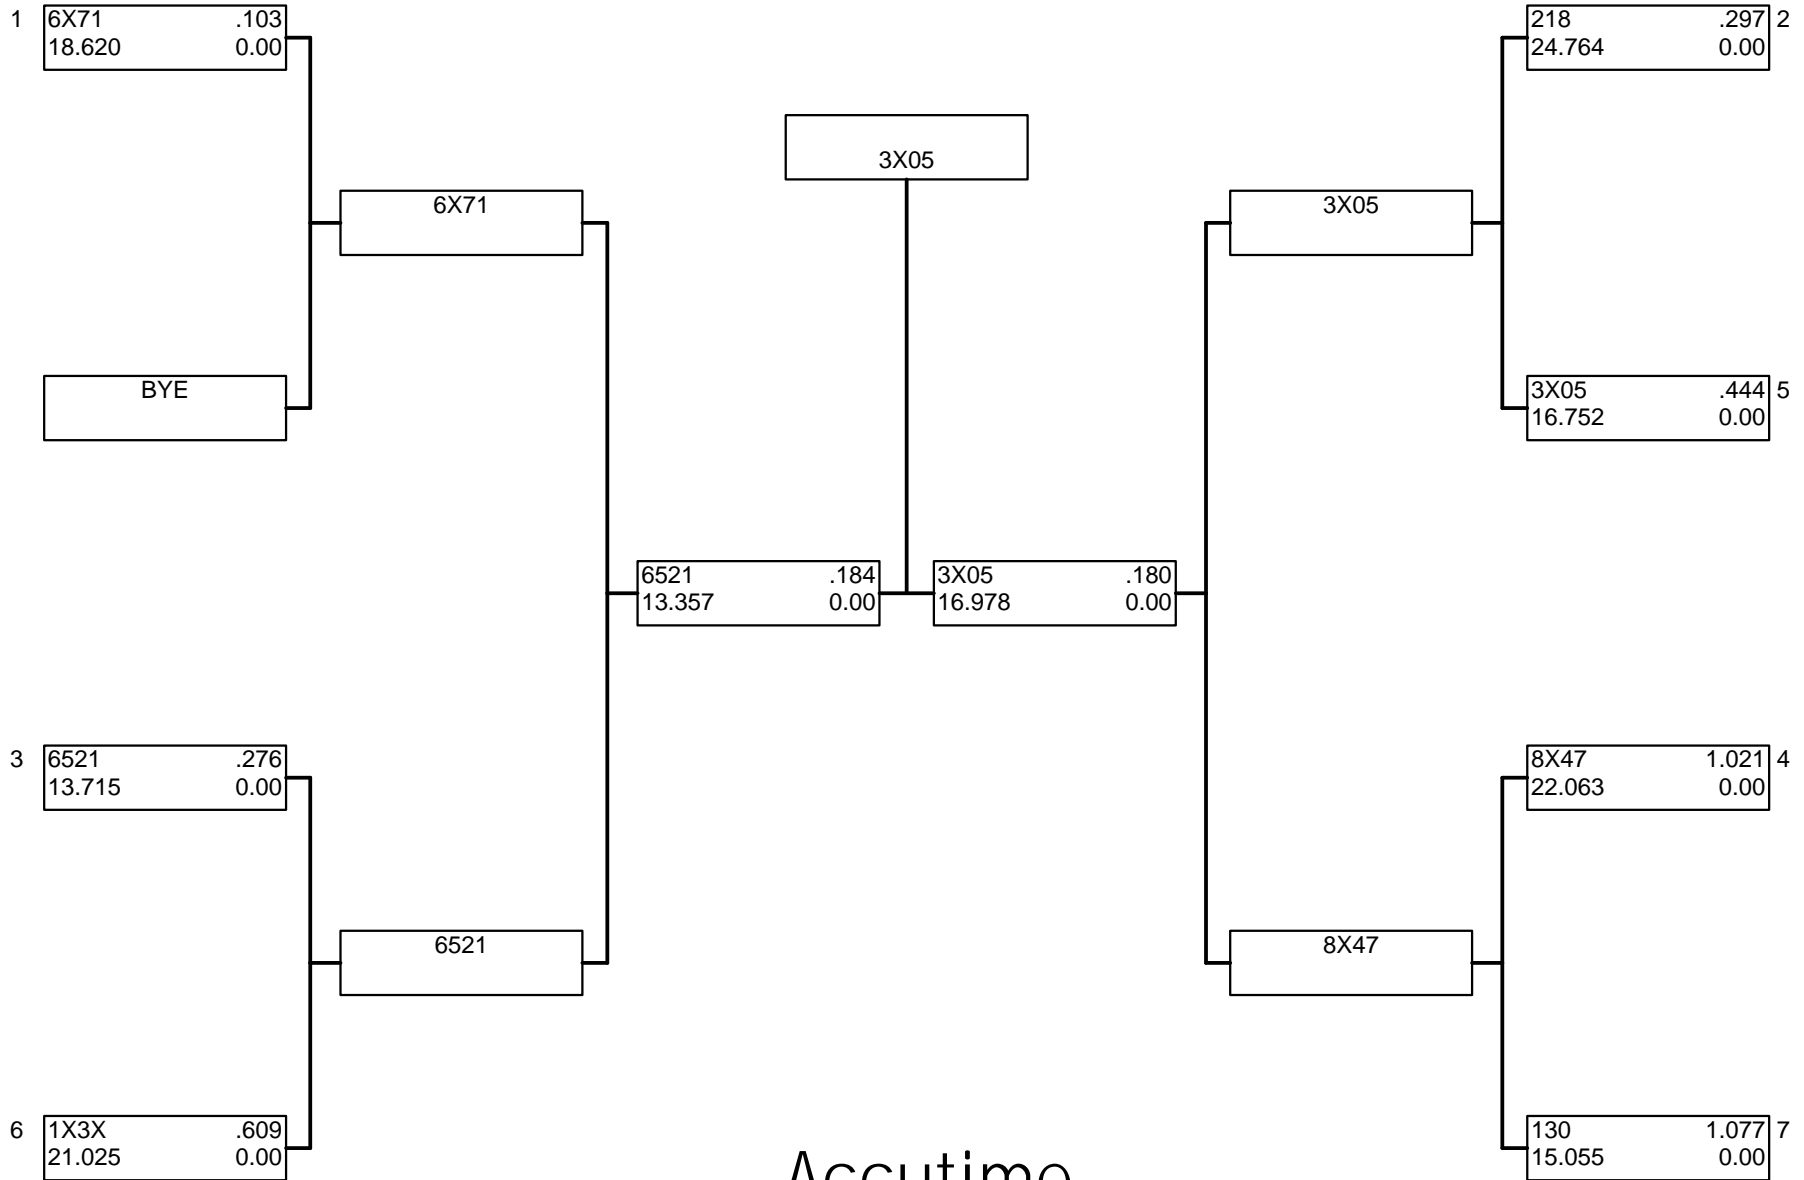 1 6X71 .103
18.620 0.00
BYE
6X71
3 6521 .276
13.715 0.00
6 1X3X .609
21.025 0.00
6521
6521 .184
13.357 0.00
3X05
3X05 .180
16.978 0.00
3X05
8X47
218 .297 2
24.764 0.00
3X05 .444 5
16.752 0.00
8X47 1.021 4
22.063 0.00
130 1.077 7
15.055 0.00
Accutime